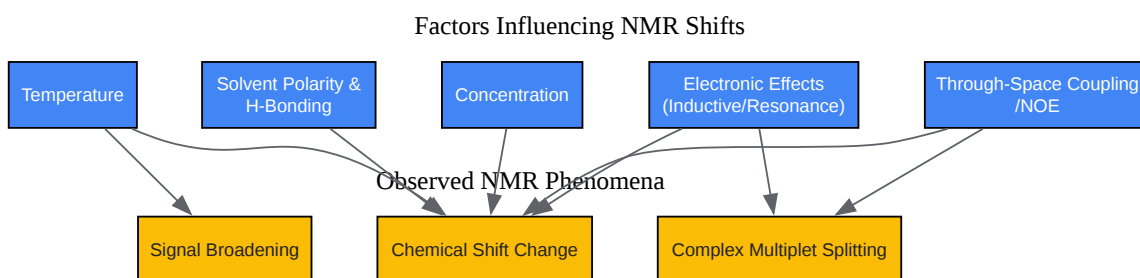 Factors Influencing NMR Shifts
Temperature
Solvent Polarity &
H-Bonding
Concentration
Electronic Effects
(Inductive/Resonance)
Through-Space Coupling
/NOE
Observed NMR Phenomena
Signal Broadening
Chemical Shift Change
Complex Multiplet Splitting